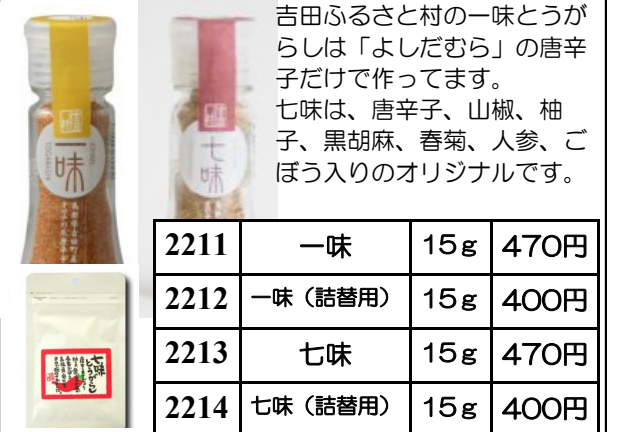 吉田ふるさと村の一味とうが
らしは「よしだむら」の唐辛
子だけで作ってます。
七味は、唐辛子、山椒、柚
子、黒胡麻、春菊、人参、ご
ぼう入りのオリジナルです。
一味
七味
2211 一味 15g 470円
2212 一味（詰替用） 15g 400円
2213 七味 15g 470円
2214 七味（詰替用） 15g 400円
七味
とうがらし